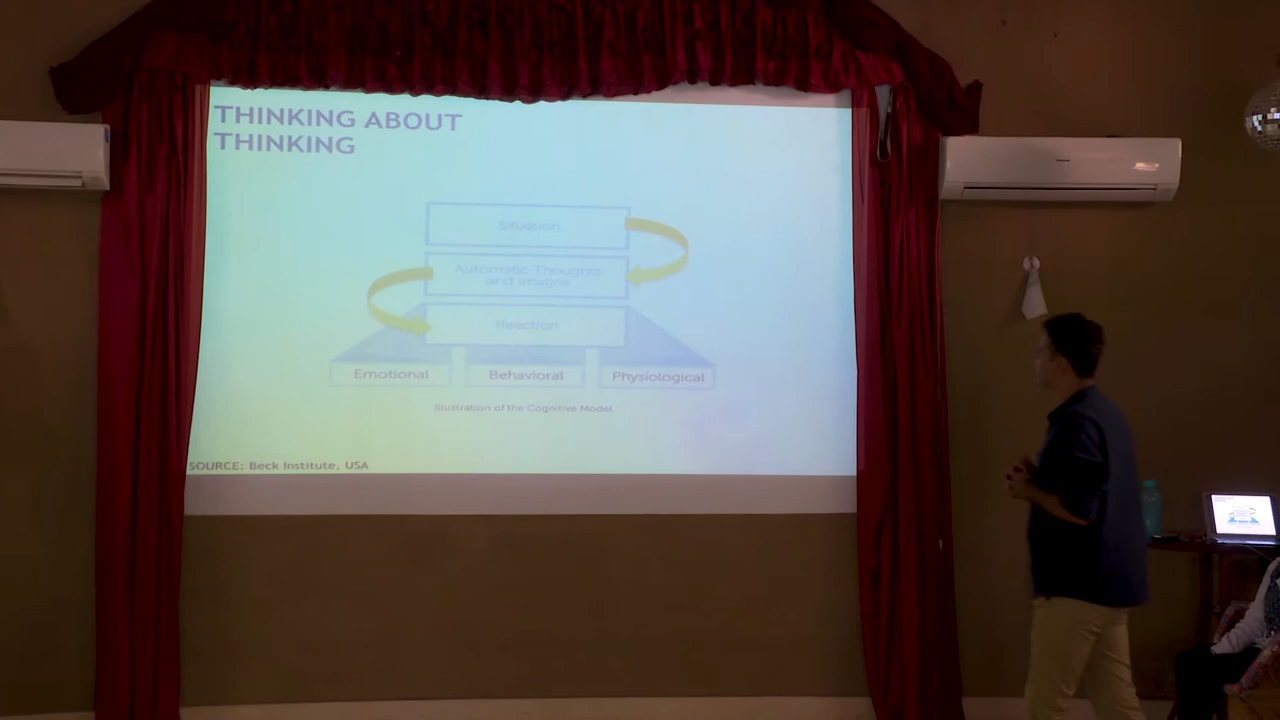 THINKING ABOUT
THINKING
Situation
Automatic Thoughts
and Images
Reaction
Emotional
Behavioral
Physiological
Illustration of the Cognitive Model
SOURCE: Beck Institute, USA